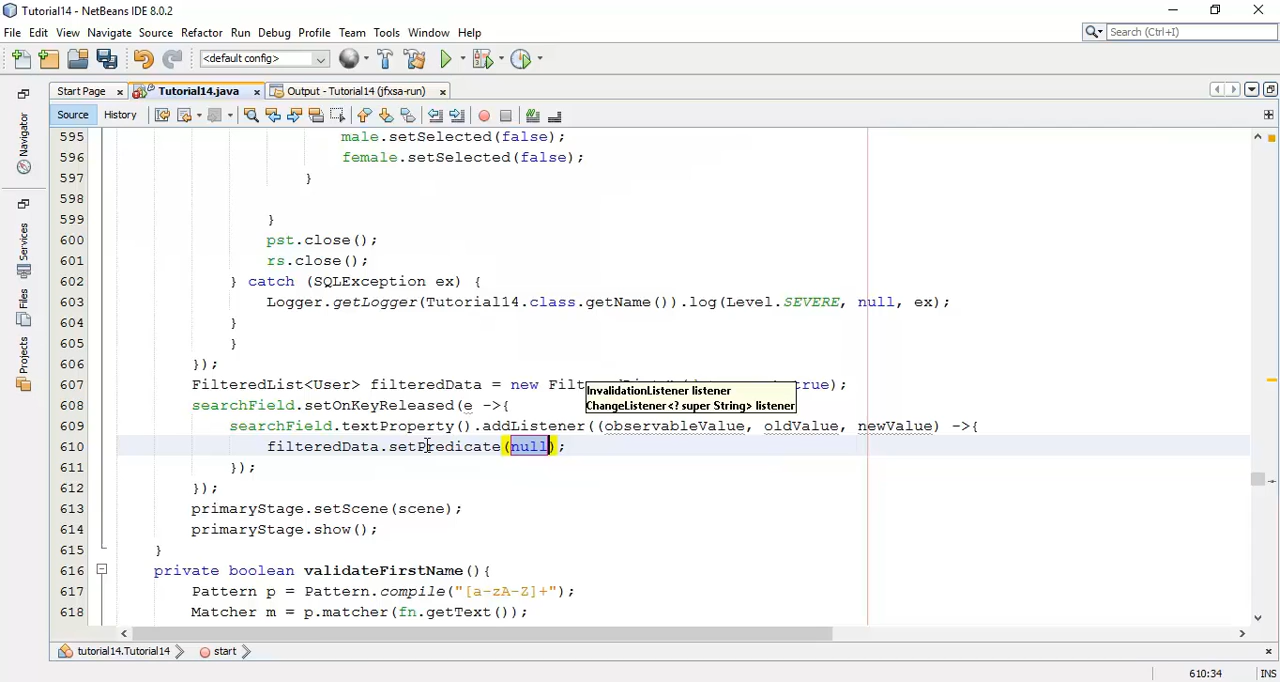 Tutorial14 - NetBeans IDE 8.0.2
File Edit View Navigate Source Refactor Run Debug Profile Team Tools Window Help
Search (Ctrl+I)
<default config>
Start Page Tutorial14.java Output - Tutorial14 (jfxsa-run)
Source History
Navigator
Services
Files
Projects
595 male.setSelected(false);
596 female.setSelected(false);
597 }
598
599 }
600 pst.close();
601 rs.close();
602 } catch (SQLException ex) {
603 Logger.getLogger(Tutorial14.class.getName()).log(Level.SEVERE, null, ex);
604 }
605 }
606 });
607 FilteredList<User> filteredData = new true);
InvalidationListener listener
ChangeListener<? super String> listener
608 searchField.setOnKeyReleased(e ->{
609 searchField.textProperty().addListener((observableValue, oldValue, newValue) ->{
610 filteredData.setPredicate(null);
611 });
612 });
613 primaryStage.setScene(scene);
614 primaryStage.show();
615 }
616 private boolean validateFirstName(){
617 Pattern p = Pattern.compile("[a-zA-Z]+");
618 Matcher m = p.matcher(fn.getText());
tutorial14.Tutorial14 start
610:34 INS